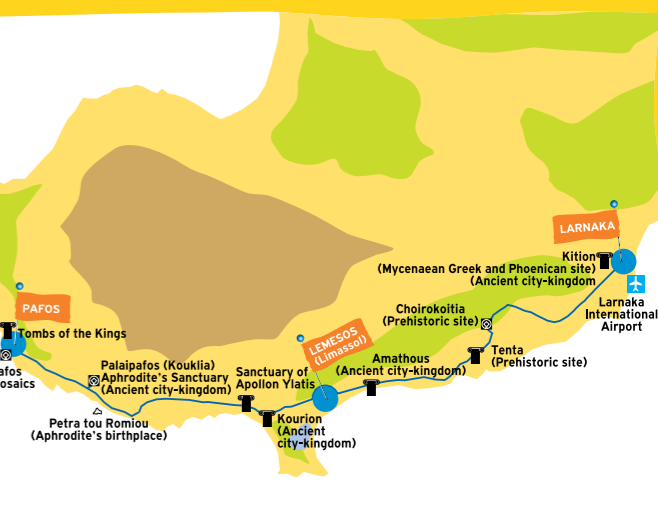 LARNAKA
Kition
(Mycenaean Greek and Phoenican site)
(Ancient city-kingdom
Larnaka
International
Airport
Choirokoitia
(Prehistoric site)
PAFOS
Tombs of the Kings
LEMESOS
(Limassol)
Tenta
(Prehistoric site)
Amathous
(Ancient city-kingdom)
afos
osaics
Palaipafos (Kouklia)
Aphrodite's Sanctuary
(Ancient city-kingdom)
Sanctuary of
Apollon Ylatis
Petra tou Romiou
(Aphrodite's birthplace)
Kourion
(Ancient
city-kingdom)